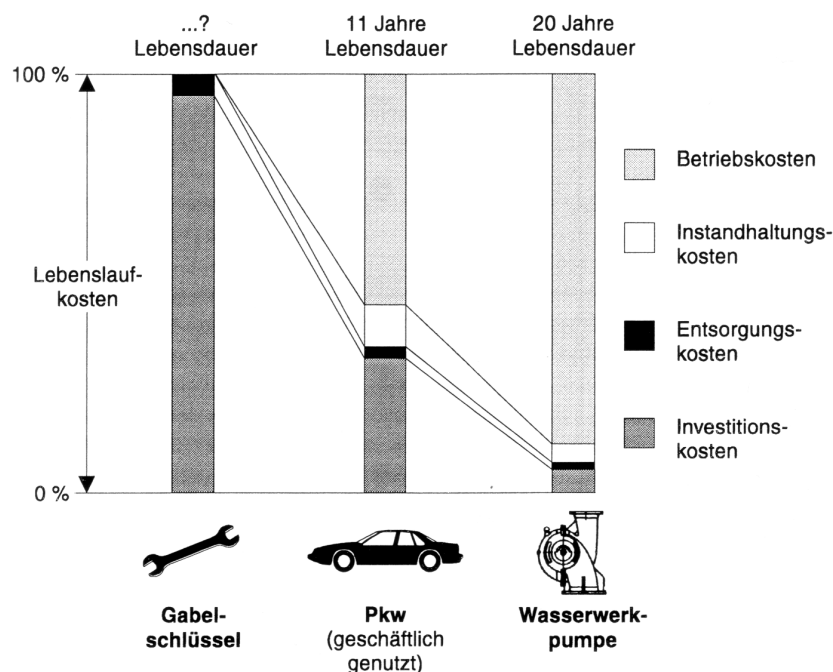 ...?
Lebensdauer
11 Jahre
Lebensdauer
20 Jahre
Lebensdauer
100 %
Lebenslauf-
kosten
0 %
Betriebskosten
Instandhaltungs-
kosten
Entsorgungs-
kosten
Investitions-
kosten
Gabel-
schlüssel
Pkw
(geschäftlich
genutzt)
Wasserwerk-
pumpe